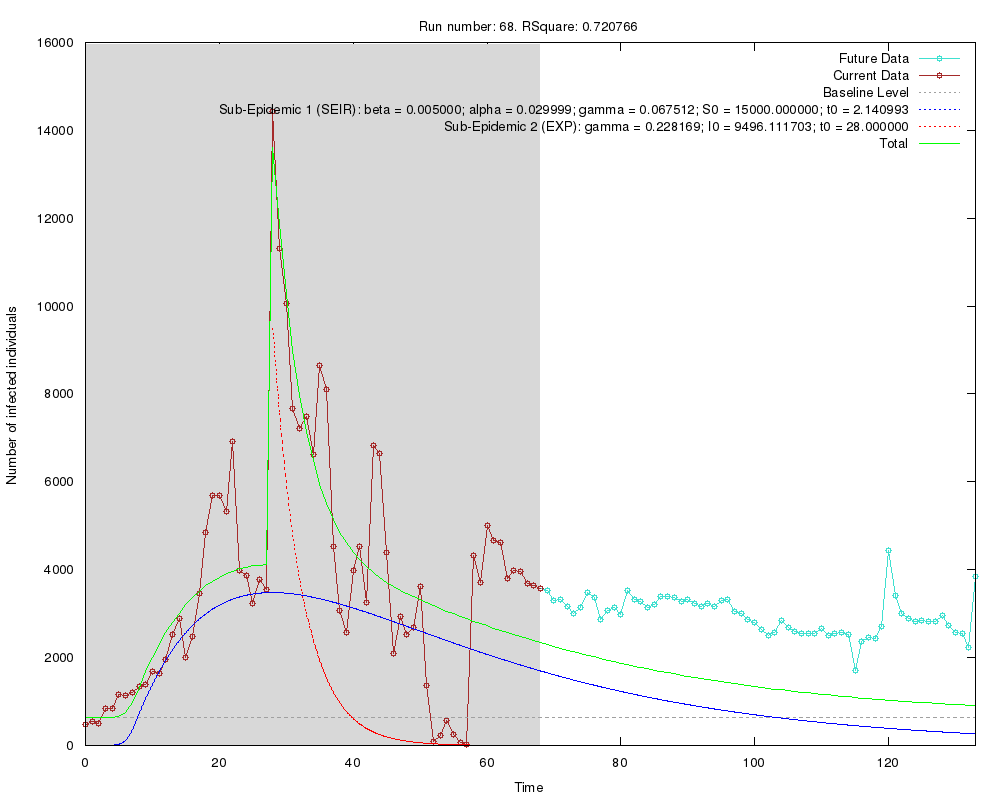 Run number: 68. RSquare: 0.720766
16000
14000
12000
10000
8000
6000
4000
2000
0
Number of infected individuals
Future Data
Current Data
Baseline Level
Sub-Epidemic 1 (SEIR): beta = 0.005000; alpha = 0.029999; gamma = 0.067512; S0 = 15000.000000; t0 = 2.140993
Sub-Epidemic 2 (EXP): gamma = 0.228169; I0 = 9496.111703; t0 = 28.000000
Total
0 20 40 60 80 100 120
Time